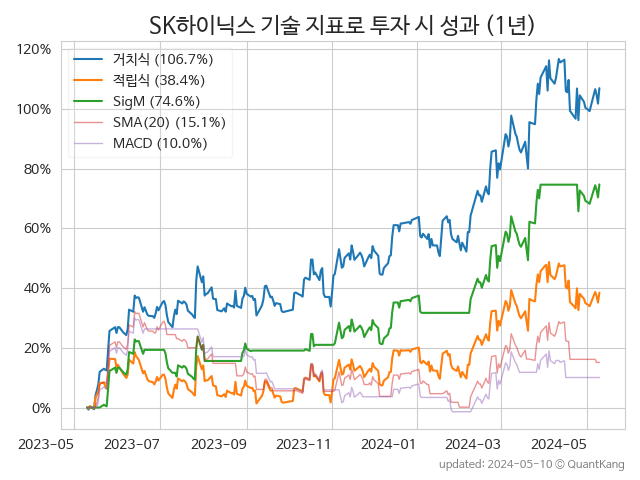 SK하이닉스 기술 지표로 투자 시 성과 (1년)
120%
100%
80%
60%
40%
20%
0%
거치식 (106.7%)
적립식 (38.4%)
SigM (74.6%)
SMA(20) (15.1%)
MACD (10.0%)
2023-05
2023-07
2023-09
2023-11
2024-01
2024-03
2024-05
updated: 2024-05-10 @ QuantKang